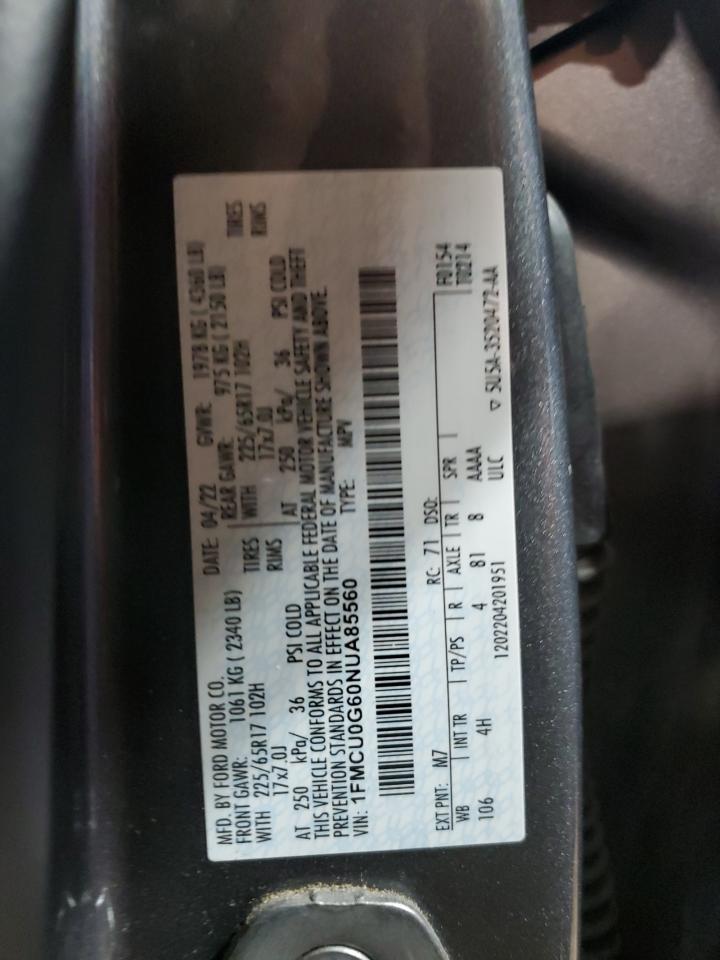 MFD. BY FORD MOTOR CO.
DATE: 04/22 GVWR: 1978 KG ( 4360 LB)
FRONT GAWR: 1061 KG ( 2340 LB)
REAR GAWR: 975 KG ( 2150 LB)
WITH 225/65R17 102H TIRES
WITH 225/65R17 102H TIRES
17x7.0J RIMS
17x7.0J RIMS
AT 250 kPa/ 36 PSI COLD
AT 250 kPa/ 36 PSI COLD
THIS VEHICLE CONFORMS TO ALL APPLICABLE FEDERAL MOTOR VEHICLE SAFETY AND THEFT
PREVENTION STANDARDS IN EFFECT ON THE DATE OF MANUFACTURE SHOWN ABOVE.
VIN: 1FMCU0G60NUA85560
TYPE: MPV
EXT PNT: M7 RC: 71 DSO: F0154
WB INT TR TP/PS R AXLE TR SPR T0214
106 4H 4 81 8 AAAA
1202204201951 ULC
▽ 5U5A-3520472-AA